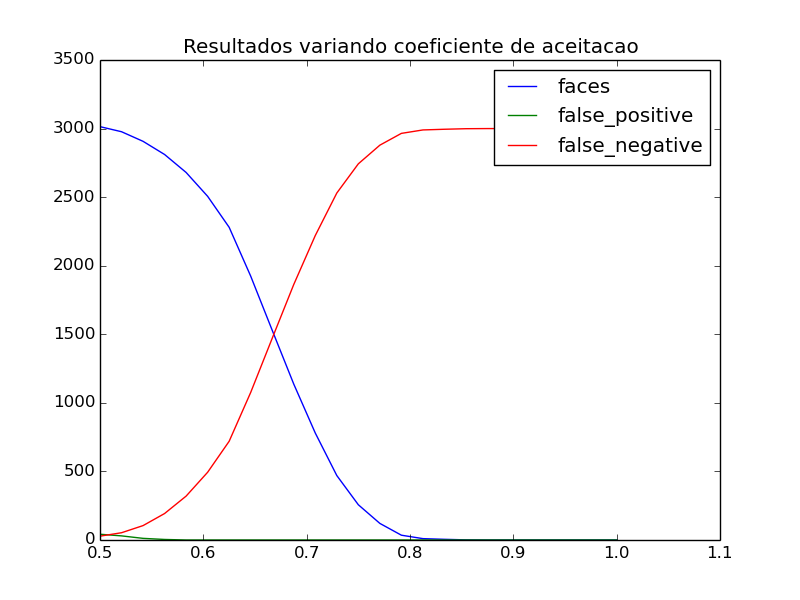 Resultados variando coeficiente de aceitacao
3500
3000
2500
2000
1500
1000
500
0
faces
false_positive
false_negative
0.5 0.6 0.7 0.8 0.9 1.0 1.1